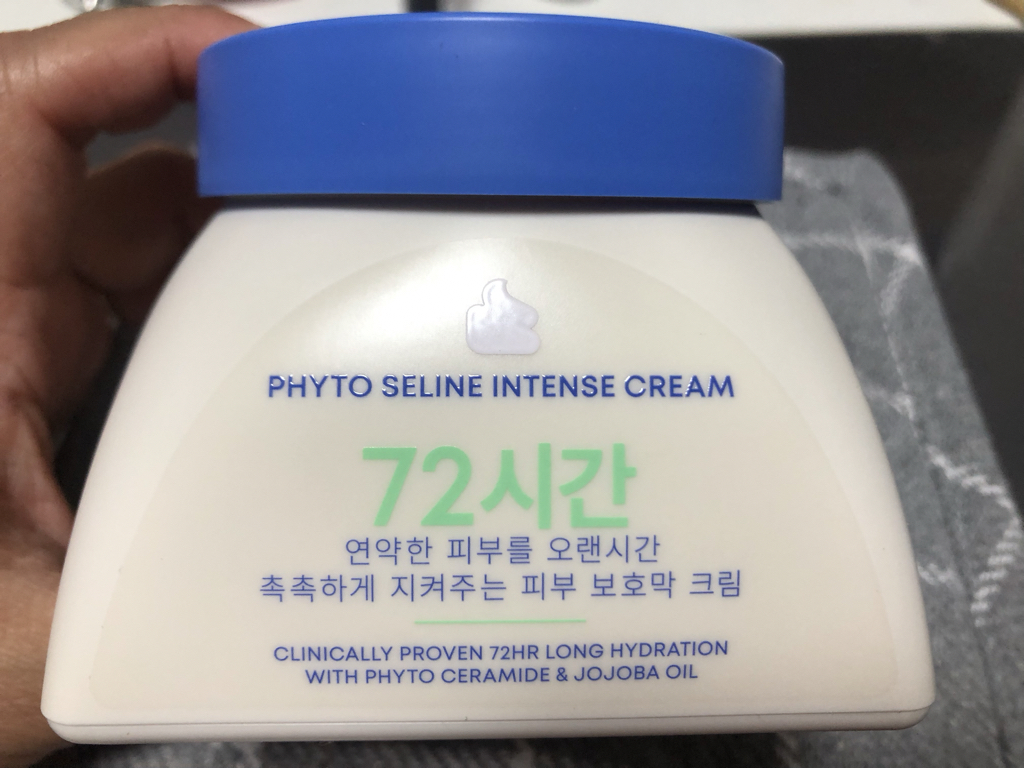 PHYTO SELINE INTENSE CREAM
72시간
연약한 피부를 오랜시간
촉촉하게 지켜주는 피부 보호막 크림
CLINICALLY PROVEN 72HR LONG HYDRATION
WITH PHYTO CERAMIDE & JOJOBA OIL